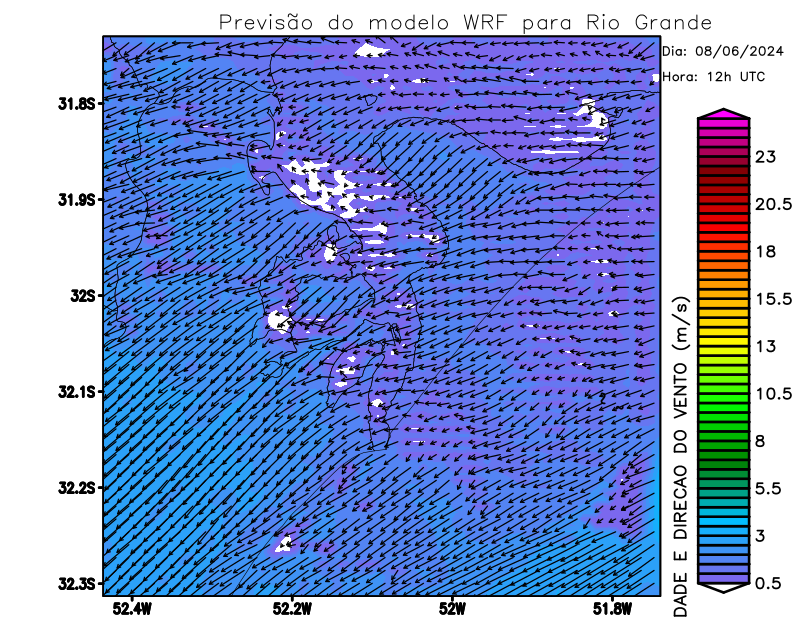 Previsão do modelo WRF para Rio Grande
Dia: 08/06/2024
Hora: 12h UTC
31.8S
31.9S
32S
32.1S
32.2S
32.3S
52.4W
52.2W
52W
51.8W
23
20.5
18
15.5
13
10.5
8
5.5
3
0.5
DADE E DIRECAO DO VENTO (m/s)